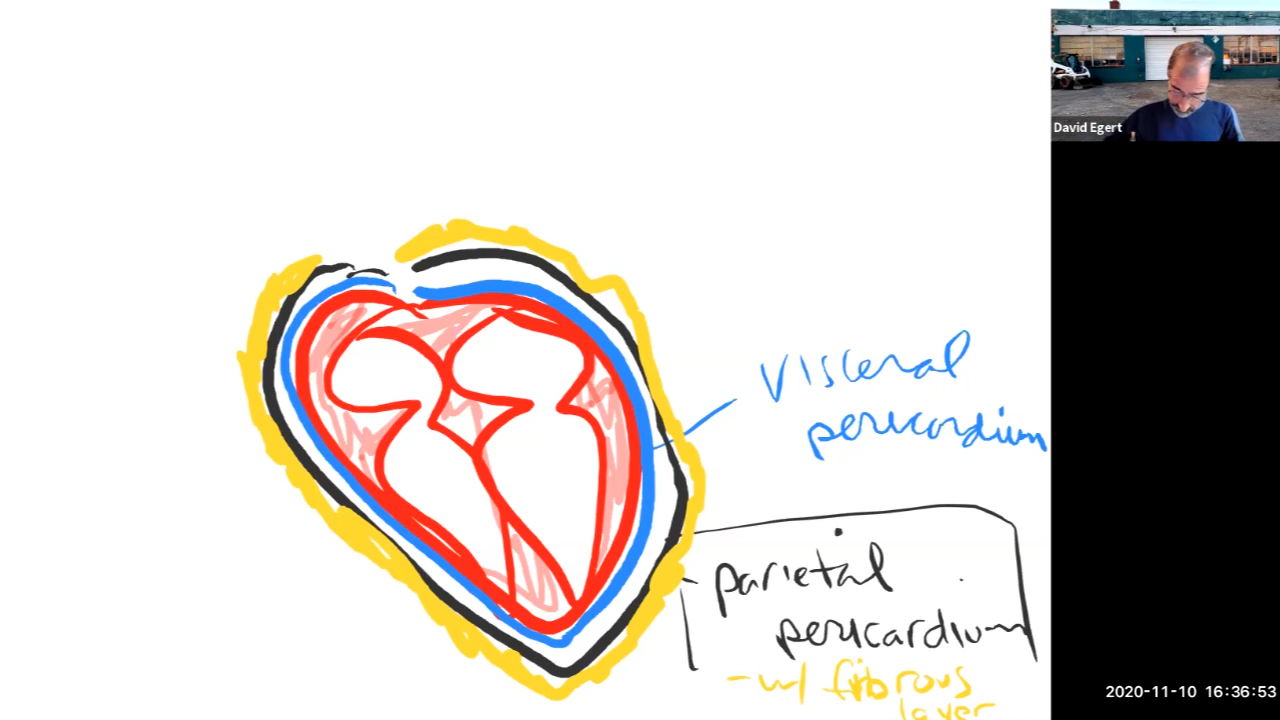 David Egert
visceral
pericardium
parietal
pericardium
- w/ fibrous
layer
2020-11-10 16:36:53